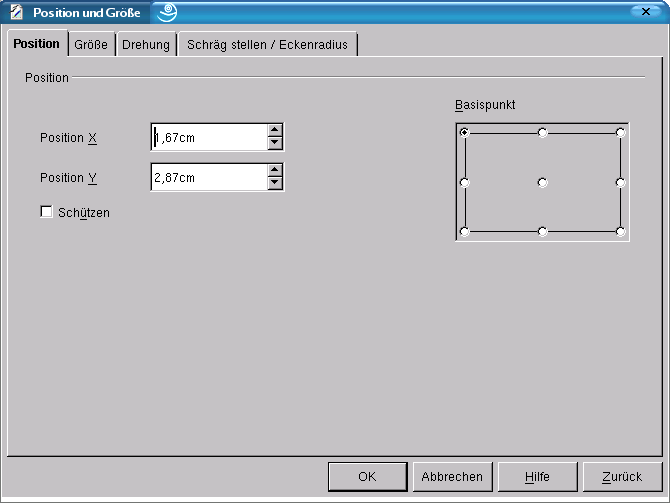 Position und Größe
Position Größe Drehung Schräg stellen / Eckenradius
Position
Basispunkt
Position X 1,67cm
Position Y 2,87cm
Schützen
OK Abbrechen Hilfe Zurück